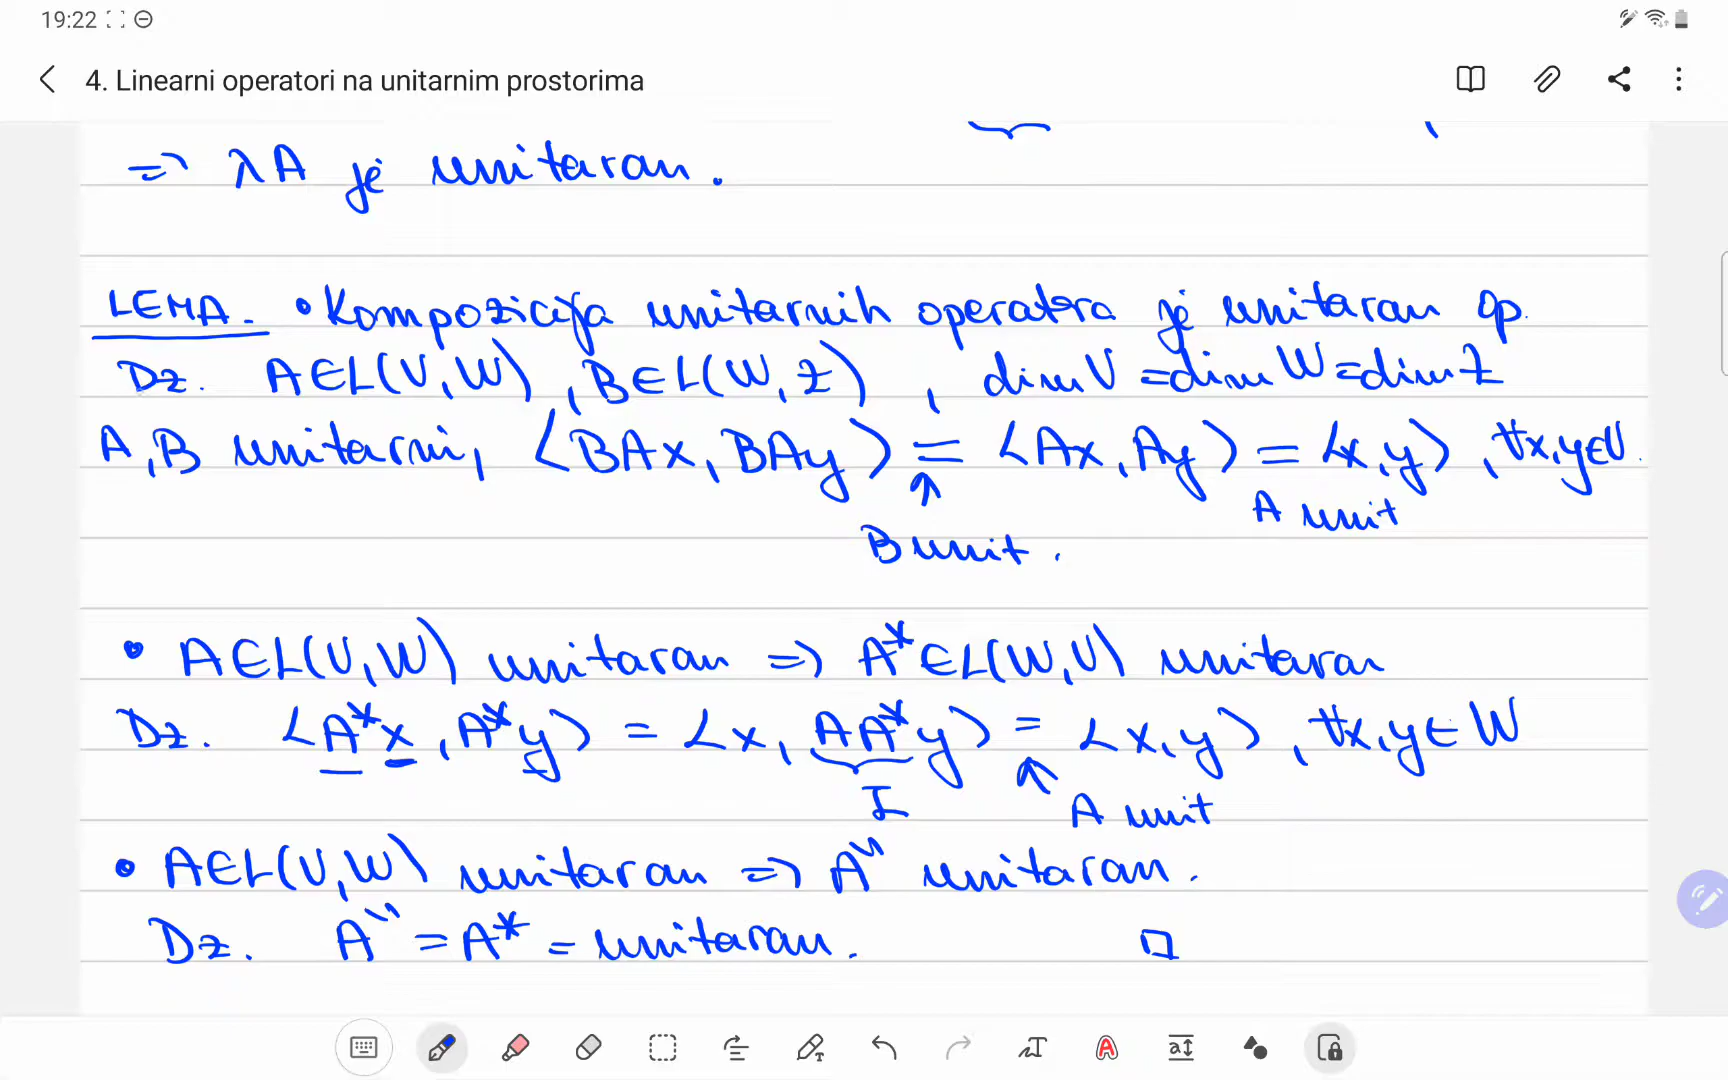 19:22
4. Linearni operatori na unitarnim prostorima
=> λA je unitaran.
LEMA. • Kompozicija unitarnih operatora je unitaran op.
Dz. A∈L(V,W), B∈L(W,Z), dimV=dimW=dimZ
A,B unitarni, <BAx, BAy> = <Ax, Ay> = <x,y>, ∀x,y∈V.
↑ A unit
B unit.
• A∈L(V,W) unitaran => A*∈L(W,V) unitaran
Dz. <A*x, A*y> = <x, AA*y> = <x,y>, ∀x,y∈W
I ↑ A unit
• A∈L(V,W) unitaran => A⁻¹ unitaran.
Dz. A⁻¹ = A* = unitaran. □